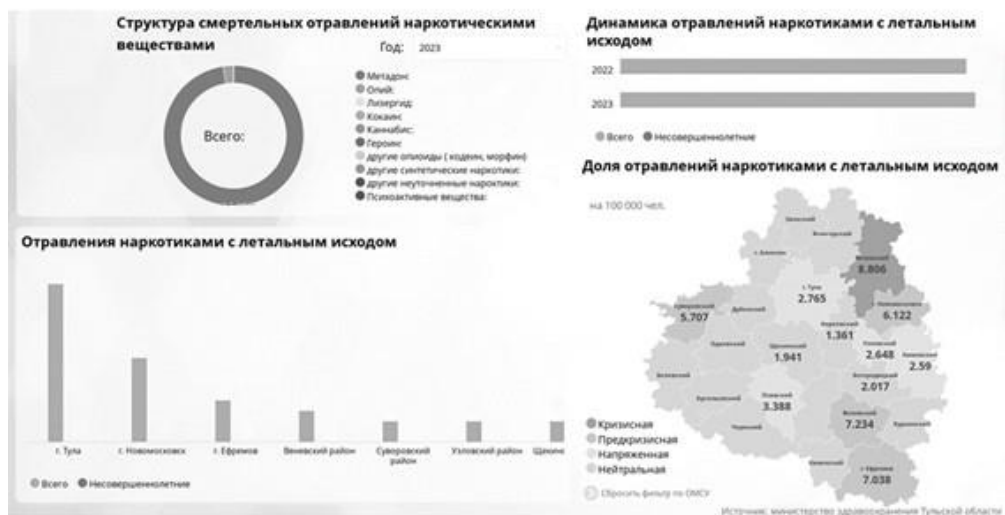 Структура смертельных отравлений наркотическими
веществами
Год: 2023
Всего:
Метадон:
Опий:
Лизергид:
Кокаин:
Каннабис:
Героин:
другие опиоиды ( кодеин, морфин)
другие синтетические наркотики:
другие неуточненные нароктики:
Психоактивные вещества:
Динамика отравлений наркотиками с летальным
исходом
2022
2023
Всего Несовершеннолетние
Отравления наркотиками с летальным исходом
г. Тула
г. Новомосковск
г. Ефремов
Веневский район
Суворовский
район
Узловский район
Щекинс
Всего Несовершеннолетние
Доля отравлений наркотиками с летальным исходом
на 100 000 чел.
8.806
г. Тула
2.765
6.122
5.707
Дубенский
1.361
2.648
2.59
1.941
2.017
3.388
7.234
7.038
Кризисная
Предкризисная
Напряженная
Нейтральная
Сбросить фильтр по ОМСУ
Источник: министерство здравоохранения Тульской области